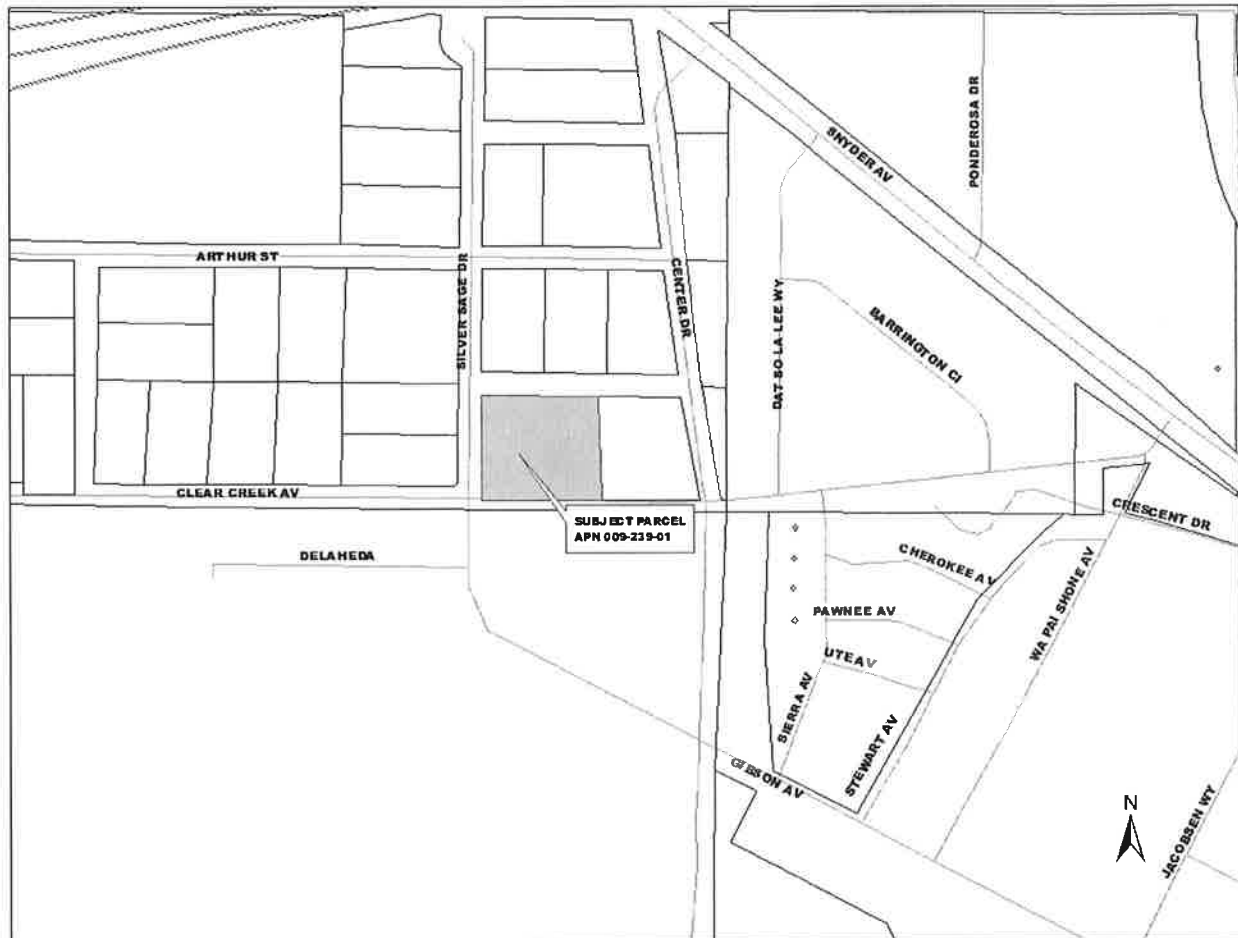 SNYDER AV
PONDEROSA DR
ARTHUR ST
SILVER SAGE DR
CENTER DR
DAT SO LA LEE WY
BARRINGTON CI
CLEAR CREEK AV
SUBJECT PARCEL
APN 009-239-01
CRESCENT DR
DELAHEDA
CHEROKEE AV
WA PAI SHONE AV
PAWNEE AV
UTE AV
SIERRA AV
STEWART AV
GIBSON AV
N
JACOBSEN WY